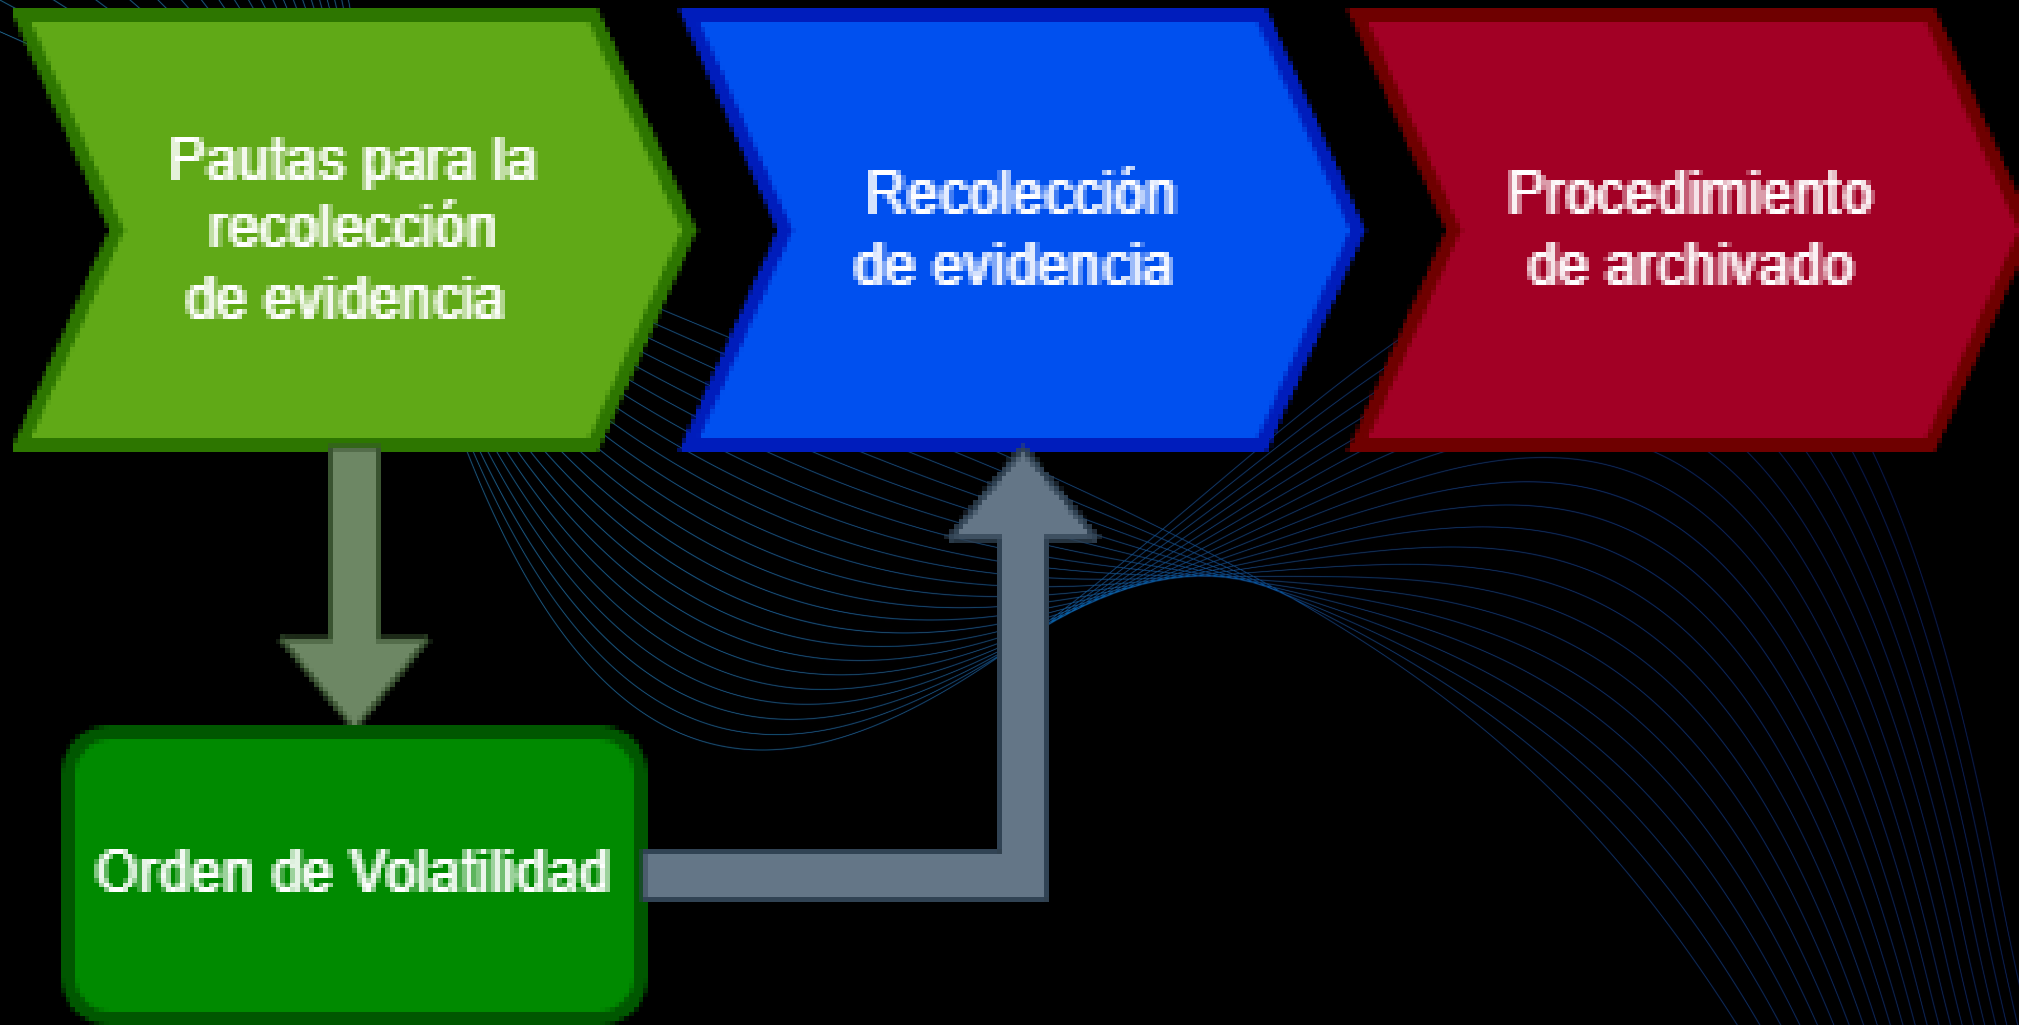 Pautas para la
recolección
de evidencia
Recolección
de evidencia
Procedimiento
de archivado
Orden de Volatilidad